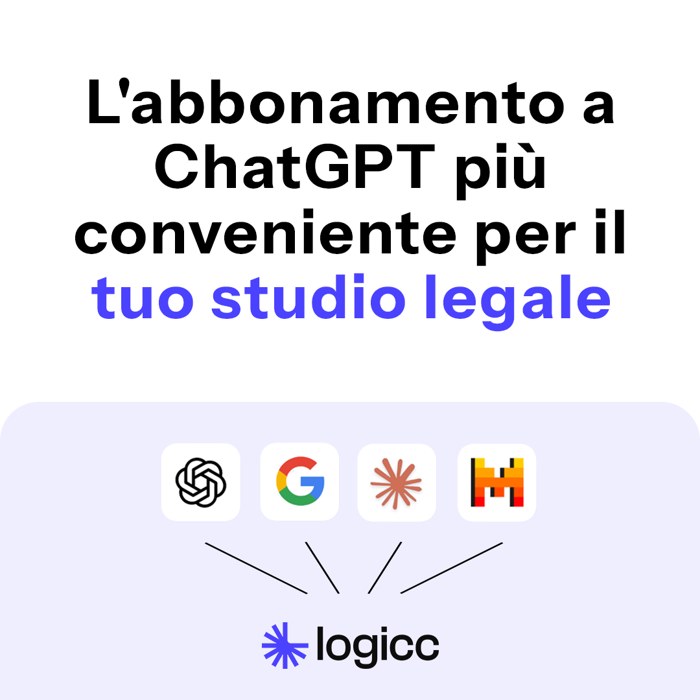 L'abbonamento a
ChatGPT più
conveniente per il
tuo studio legale
logicc